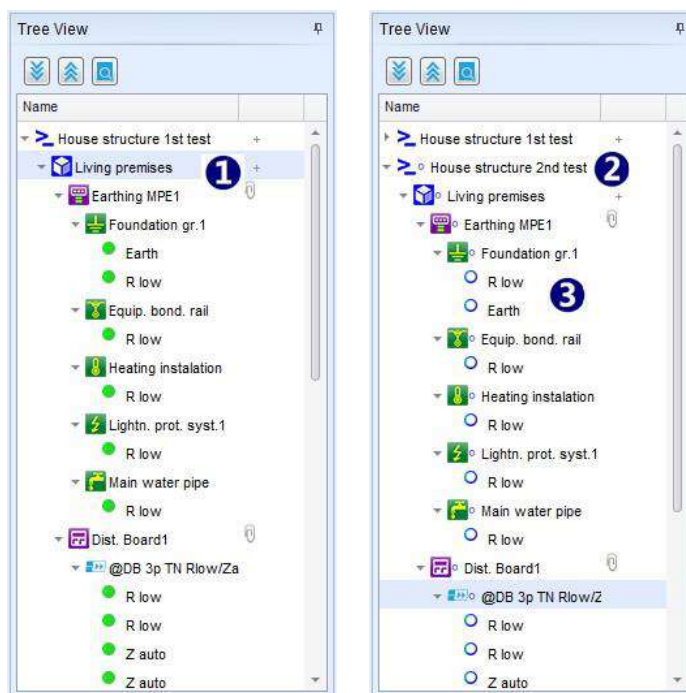 Tree View
Name
House structure 1st test +
Living premises 1 +
Earthing MPE1
Foundation gr.1
Earth
R low
Equip. bond. rail
R low
Heating instalation
R low
Lightn. prot. syst.1
R low
Main water pipe
R low
Dist. Board1
@DB 3p TN Rlow/Za
R low
R low
Z auto
Z auto
Tree View
Name
House structure 1st test +
House structure 2nd test 2
Living premises +
Earthing MPE1
Foundation gr.1
R low
3
Earth
Equip. bond. rail
R low
Heating instalation
R low
Lightn. prot. syst.1
R low
Main water pipe
R low
Dist. Board1
@DB 3p TN Rlow/Z
R low
R low
Z auto